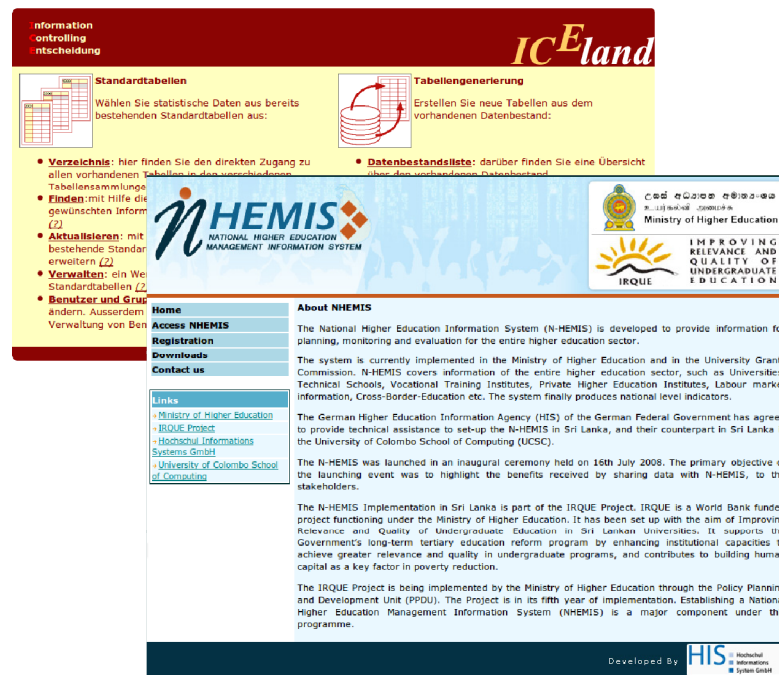 Information
Controlling
Entscheidung
ICEland
Standardtabellen
Wählen Sie statistische Daten aus bereits
bestehenden Standardtabellen aus:
Tabellengenerierung
Erstellen Sie neue Tabellen aus dem
vorhandenen Datenbestand:
Verzeichnis: hier finden Sie den direkten Zugang zu
allen vorhandenen Tabellen in den verschiedenen
Tabellensammlunge
Finden:mit Hilfe die
gewünschten Inform
(?)
Aktualisieren: mit
bestehende Standar
erweitern (?)
Verwalten: ein We
Standardtabellen (?
Benutzer und Grup
ändern. Ausserdem
Verwaltung von Ben
Datenbestandsliste: darüber finden Sie eine Übersicht
über den vorhandenen Datenbestand
NHEMIS
NATIONAL HIGHER EDUCATION
MANAGEMENT INFORMATION SYSTEM
Ministry of Higher Education
IRQUE
IMPROVING
RELEVANCE AND
QUALITY OF
UNDERGRADUATE
EDUCATION
Home
Access NHEMIS
Registration
Downloads
Contact us
Links
Ministry of Higher Education
IRQUE Project
Hochschul Informations
Systems GmbH
University of Colombo School
of Computing
About NHEMIS
The National Higher Education Information System (N-HEMIS) is developed to provide information fo
planning, monitoring and evaluation for the entire higher education sector.
The system is currently implemented in the Ministry of Higher Education and in the University Grant
Commission. N-HEMIS covers information of the entire higher education sector, such as Universitie
Technical Schools, Vocational Training Institutes, Private Higher Education Institutes, Labour marke
information, Cross-Border-Education etc. The system finally produces national level indicators.
The German Higher Education Information Agency (HIS) of the German Federal Government has agree
to provide technical assistance to set-up the N-HEMIS in Sri Lanka, and their counterpart in Sri Lanka
the University of Colombo School of Computing (UCSC).
The N-HEMIS was launched in an inaugural ceremony held on 16th July 2008. The primary objective o
the launching event was to highlight the benefits received by sharing data with N-HEMIS, to th
stakeholders.
The N-HEMIS Implementation in Sri Lanka is part of the IRQUE Project. IRQUE is a World Bank funde
project functioning under the Ministry of Higher Education. It has been set up with the aim of Improvin
Relevance and Quality of Undergraduate Education in Sri Lankan Universities. It supports th
Government's long-term tertiary education reform program by enhancing institutional capacities t
achieve greater relevance and quality in undergraduate programs, and contributes to building huma
capital as a key factor in poverty reduction.
The IRQUE Project is being implemented by the Ministry of Higher Education through the Policy Plannin
and Development Unit (PPDU). The Project is in its fifth year of implementation. Establishing a Nationa
Higher Education Management Information System (NHEMIS) is a major component under th
programme.
Developed By
HIS
Hochschul
Informations
System GmbH